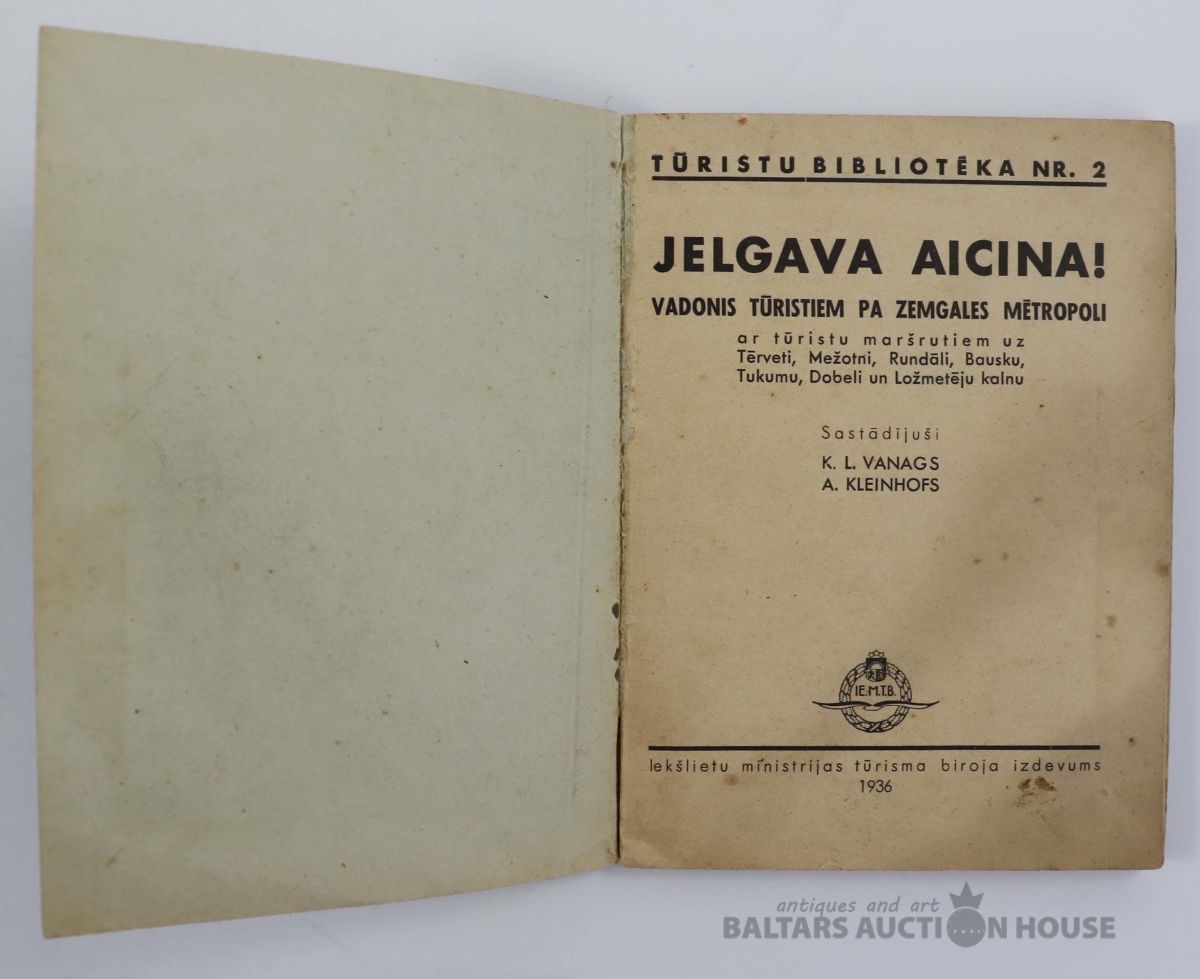 TŪRISTU BIBLIOTĒKA NR. 2
JELGAVA AICINA!
VADONIS TŪRISTIEM PA ZEMGALES MĒTROPOLI
ar tūristu maršrutiem uz
Tērveti, Mežotni, Rundāli, Bausku,
Tukumu, Dobeli un Ložmetēju kalnu
Sastādījuši
K. L. VANAGS
A. KLEINHOFS
IE.M.T.B.
Iekšlietu ministrijas tūrisma biroja izdevums
1936
antiques and art
BALTARS AUCTION HOUSE